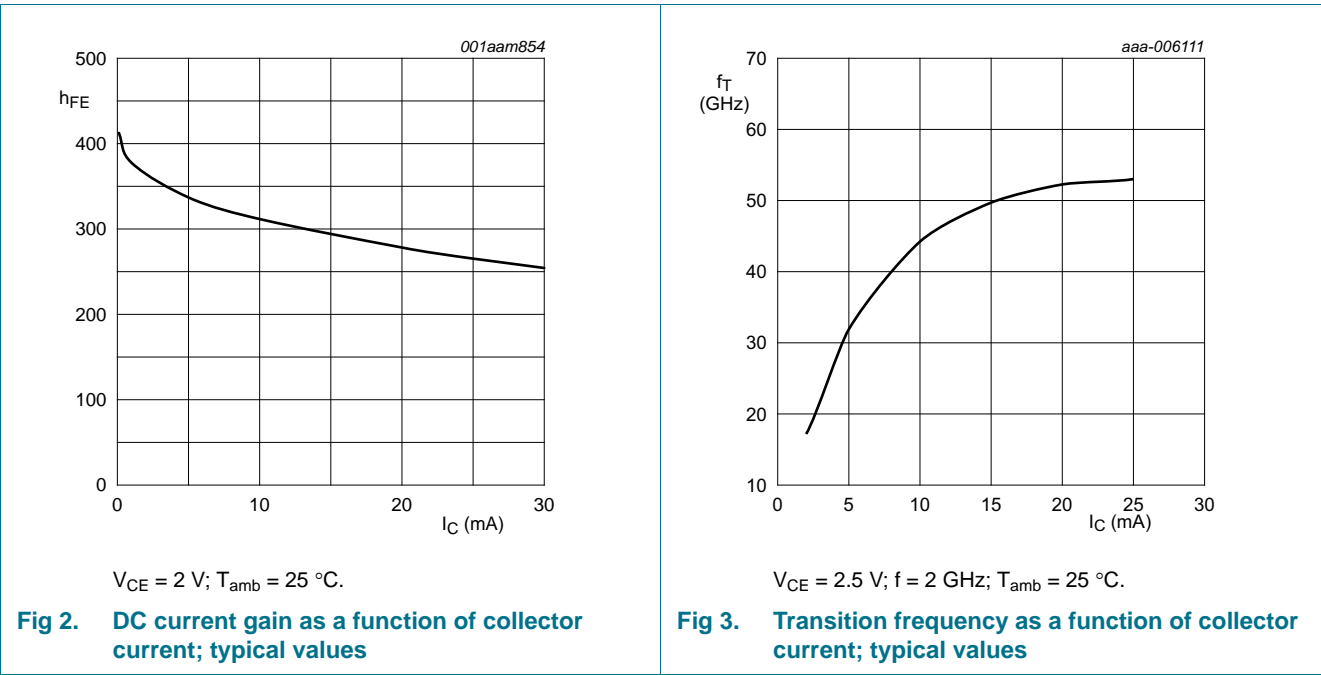 001aam854
500
hFE
400
300
200
100
0
0 10 20 30
IC (mA)
VCE = 2 V; Tamb = 25 °C.
Fig 2. DC current gain as a function of collector
current; typical values
aaa-006111
70
fT
(GHz)
60
50
40
30
20
10
0 5 10 15 20 25 30
IC (mA)
VCE = 2.5 V; f = 2 GHz; Tamb = 25 °C.
Fig 3. Transition frequency as a function of collector
current; typical values